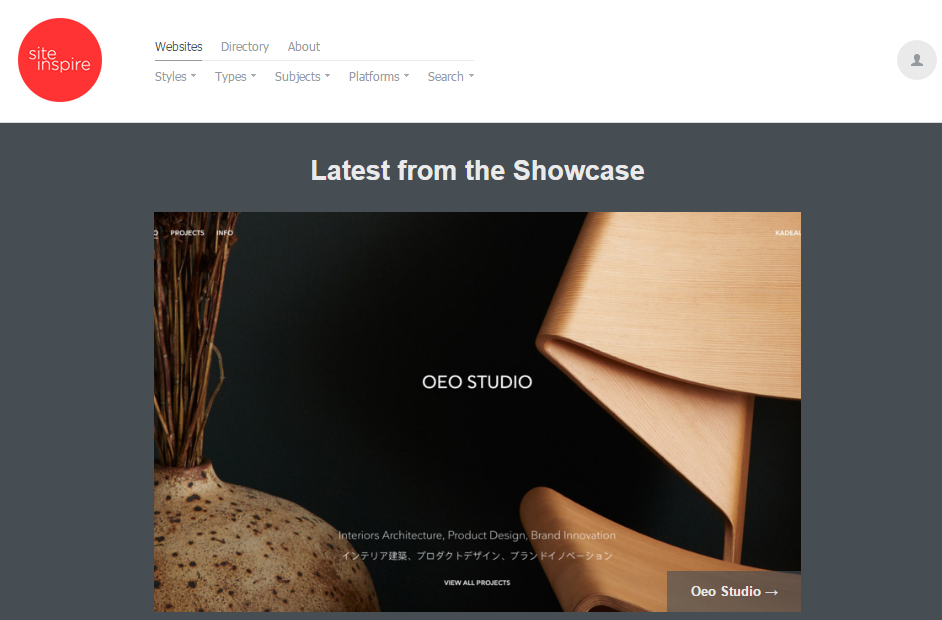 site
inspire
Websites Directory About
Styles Types Subjects Platforms Search
Latest from the Showcase
PROJECTS INFO
OEO STUDIO
Interiors Architecture, Product Design, Brand Innovation
インテリア建築、プロダクトデザイン、ブランドイノベーション
VIEW ALL PROJECTS
Oeo Studio →